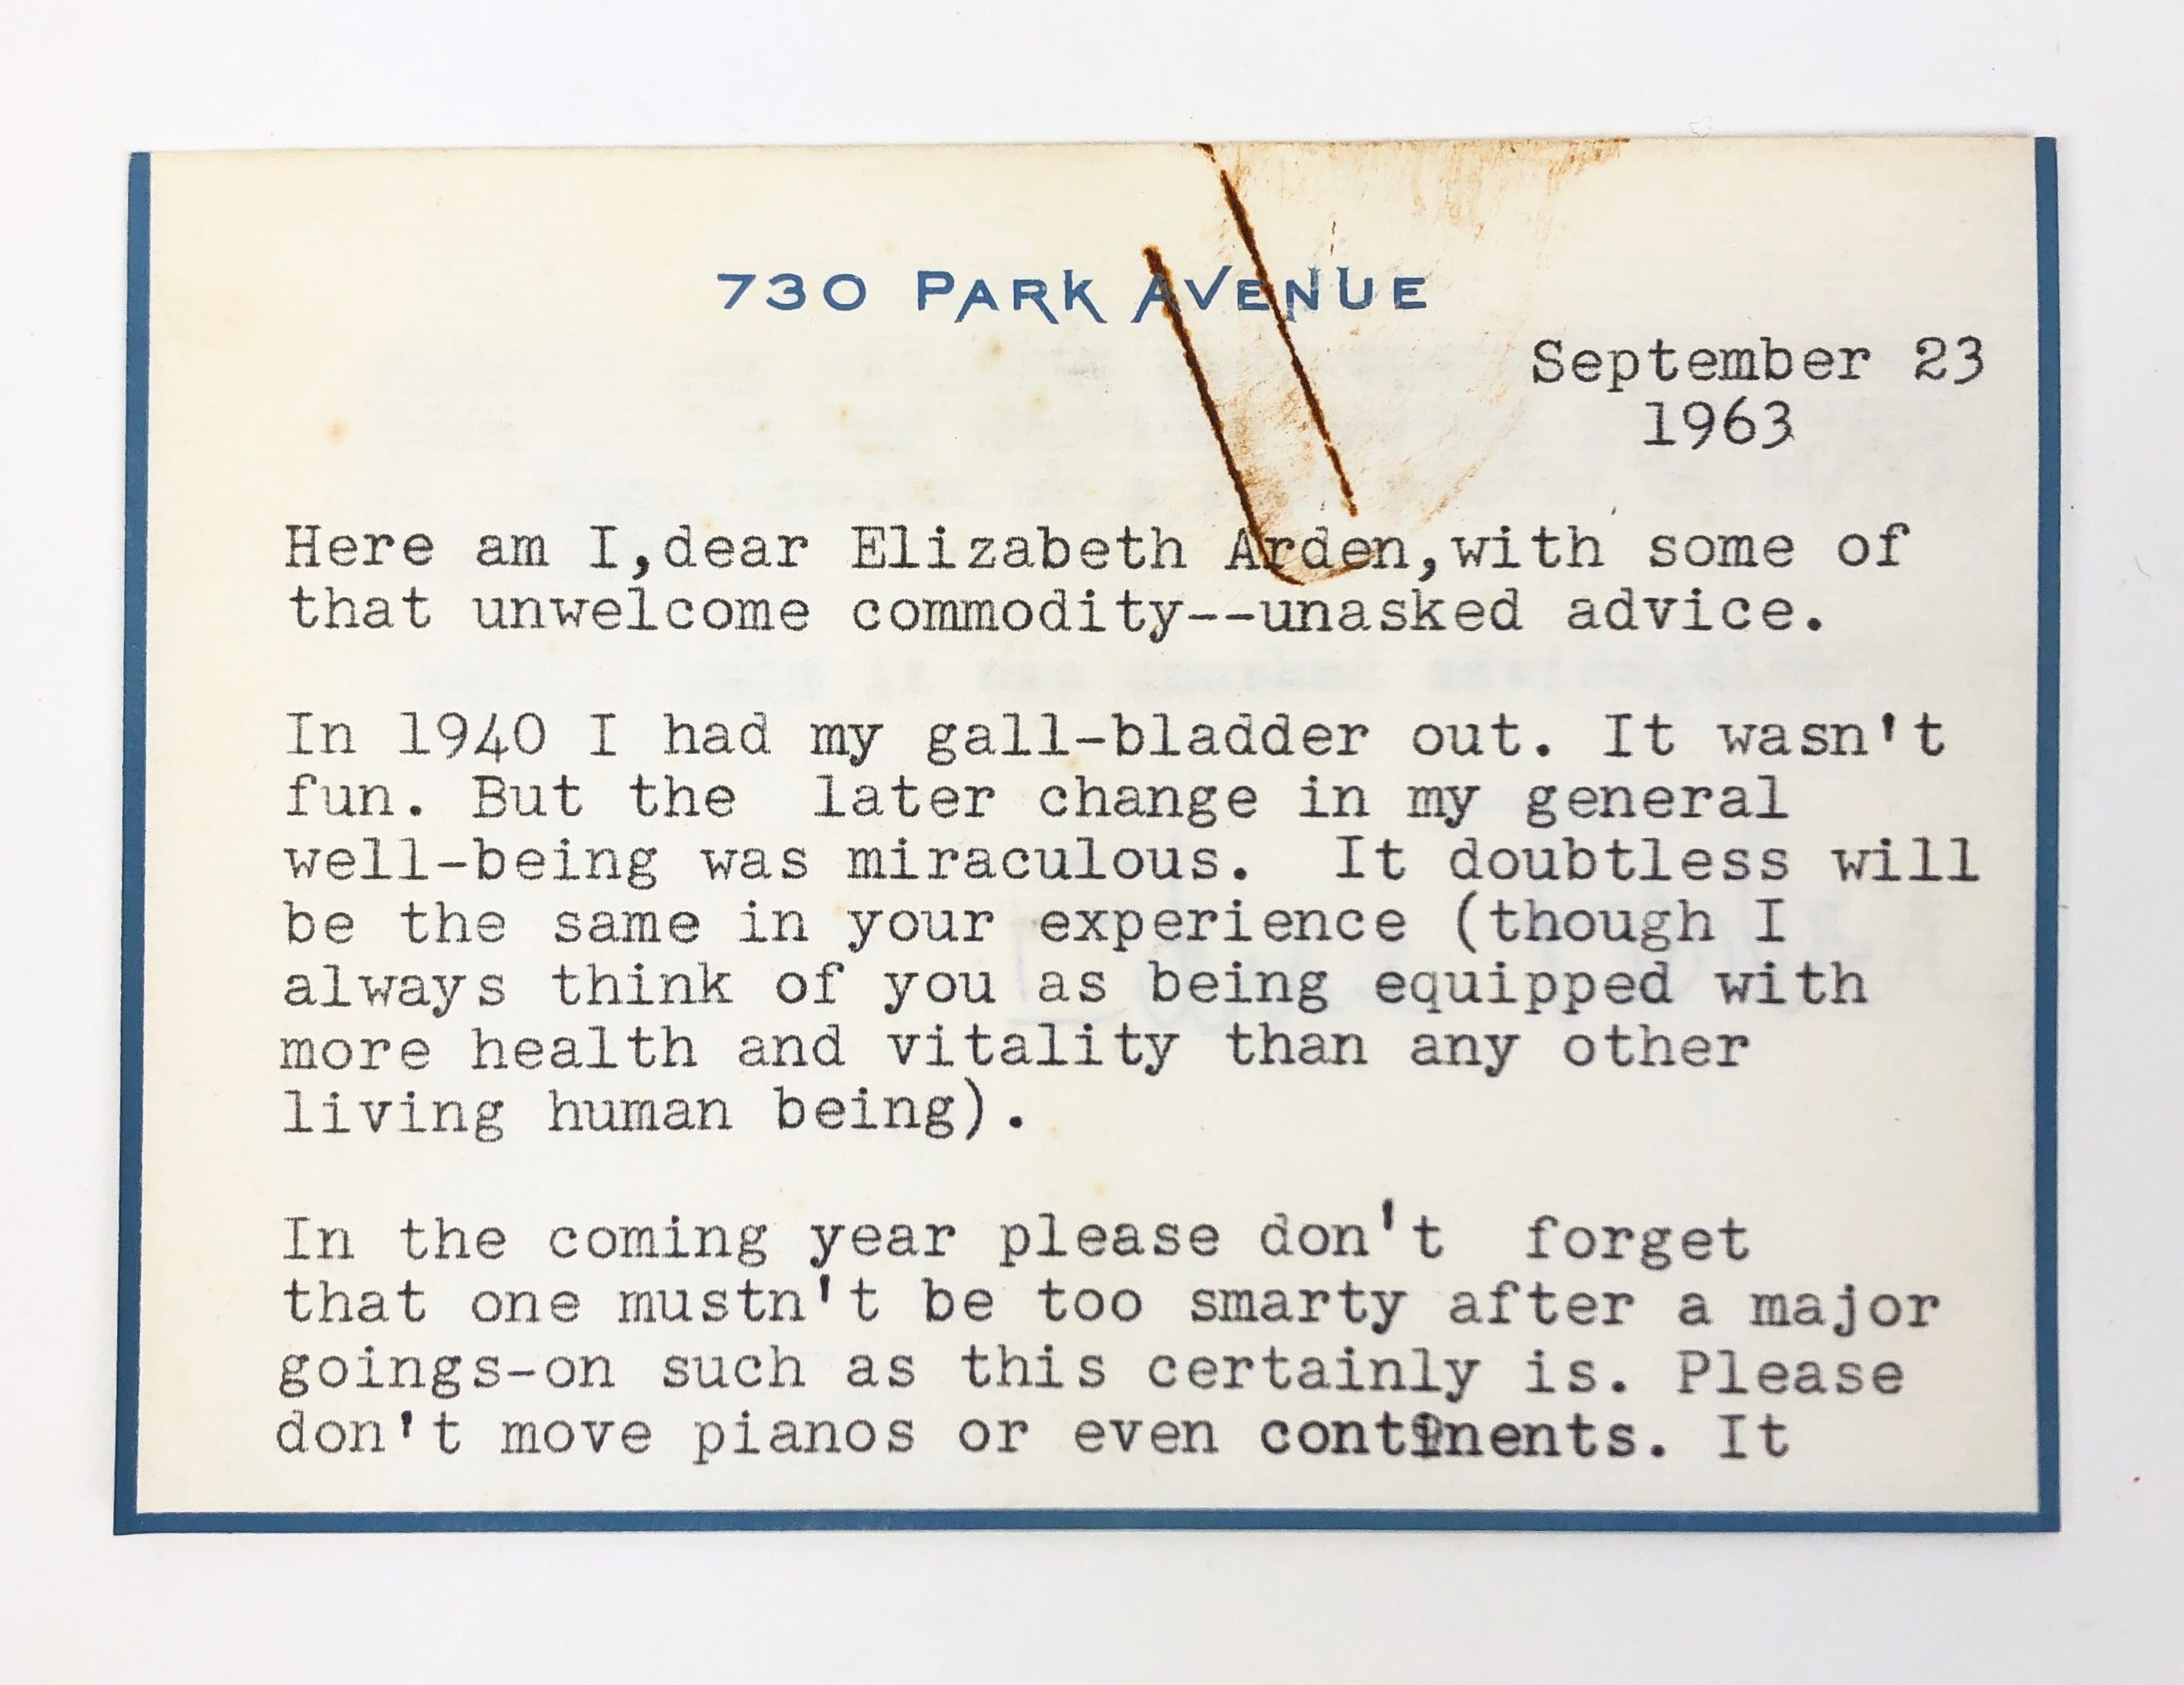 730 PARK AVENUE
September 23
1963
Here am I,dear Elizabeth Arden,with some of
that unwelcome commodity--unasked advice.
In 1940 I had my gall-bladder out. It wasn't
fun. But the  later change in my general
well-being was miraculous.  It doubtless will
be the same in your experience (though I
always think of you as being equipped with
more health and vitality than any other
living human being).
In the coming year please don't  forget
that one mustn't be too smarty after a major
goings-on such as this certainly is. Please
don't move pianos or even continents. It